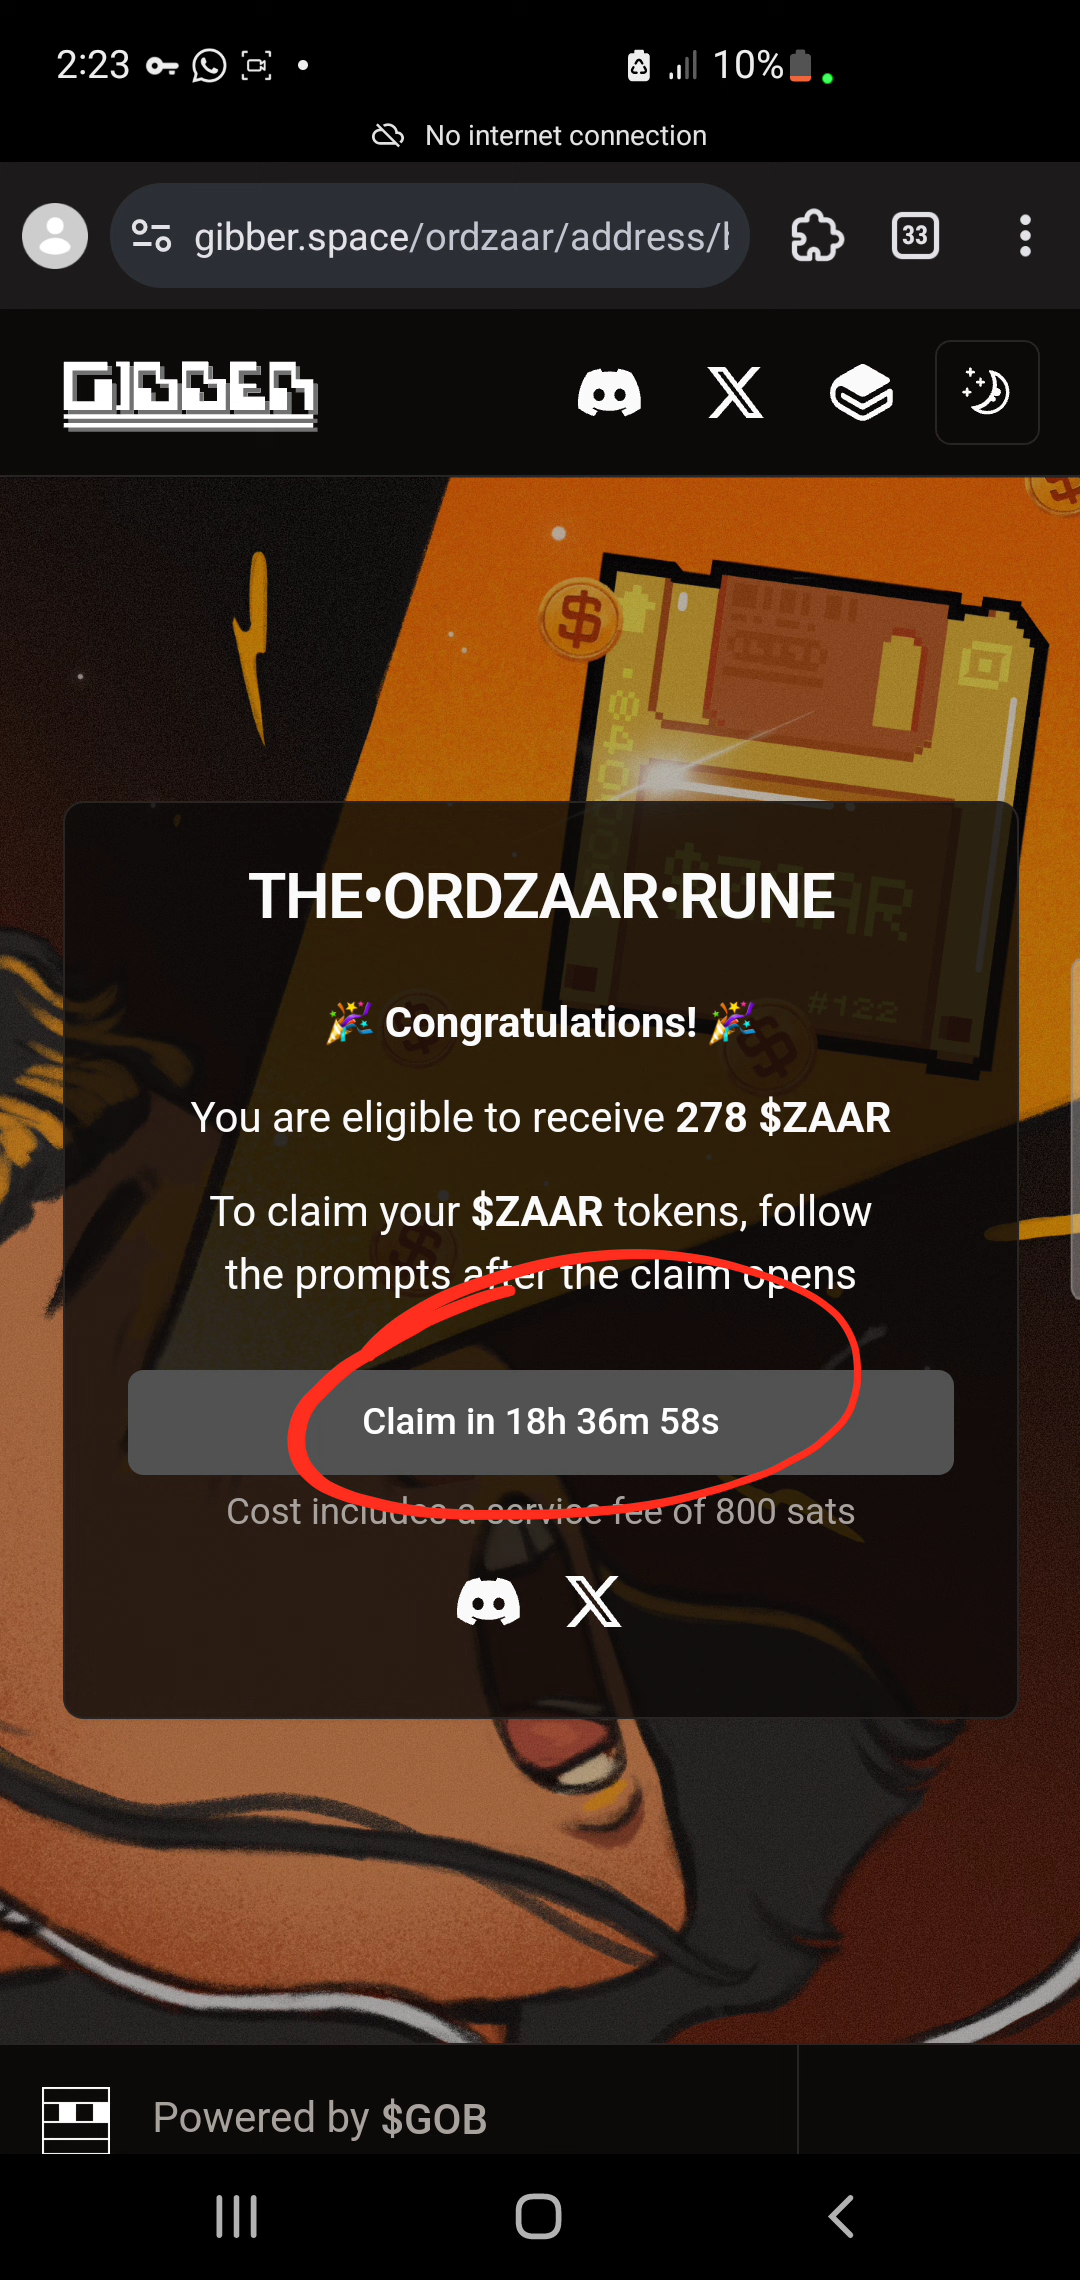 2:23
10%
No internet connection
gibber.space/ordzaar/address/
33
GIBBER
$
$ZAAR
#122
THE•ORDZAAR•RUNE
🎉 Congratulations! 🎉
You are eligible to receive 278 $ZAAR
To claim your $ZAAR tokens, follow
the prompts after the claim opens
Claim in 18h 36m 58s
Cost includes a service fee of 800 sats
Powered by $GOB